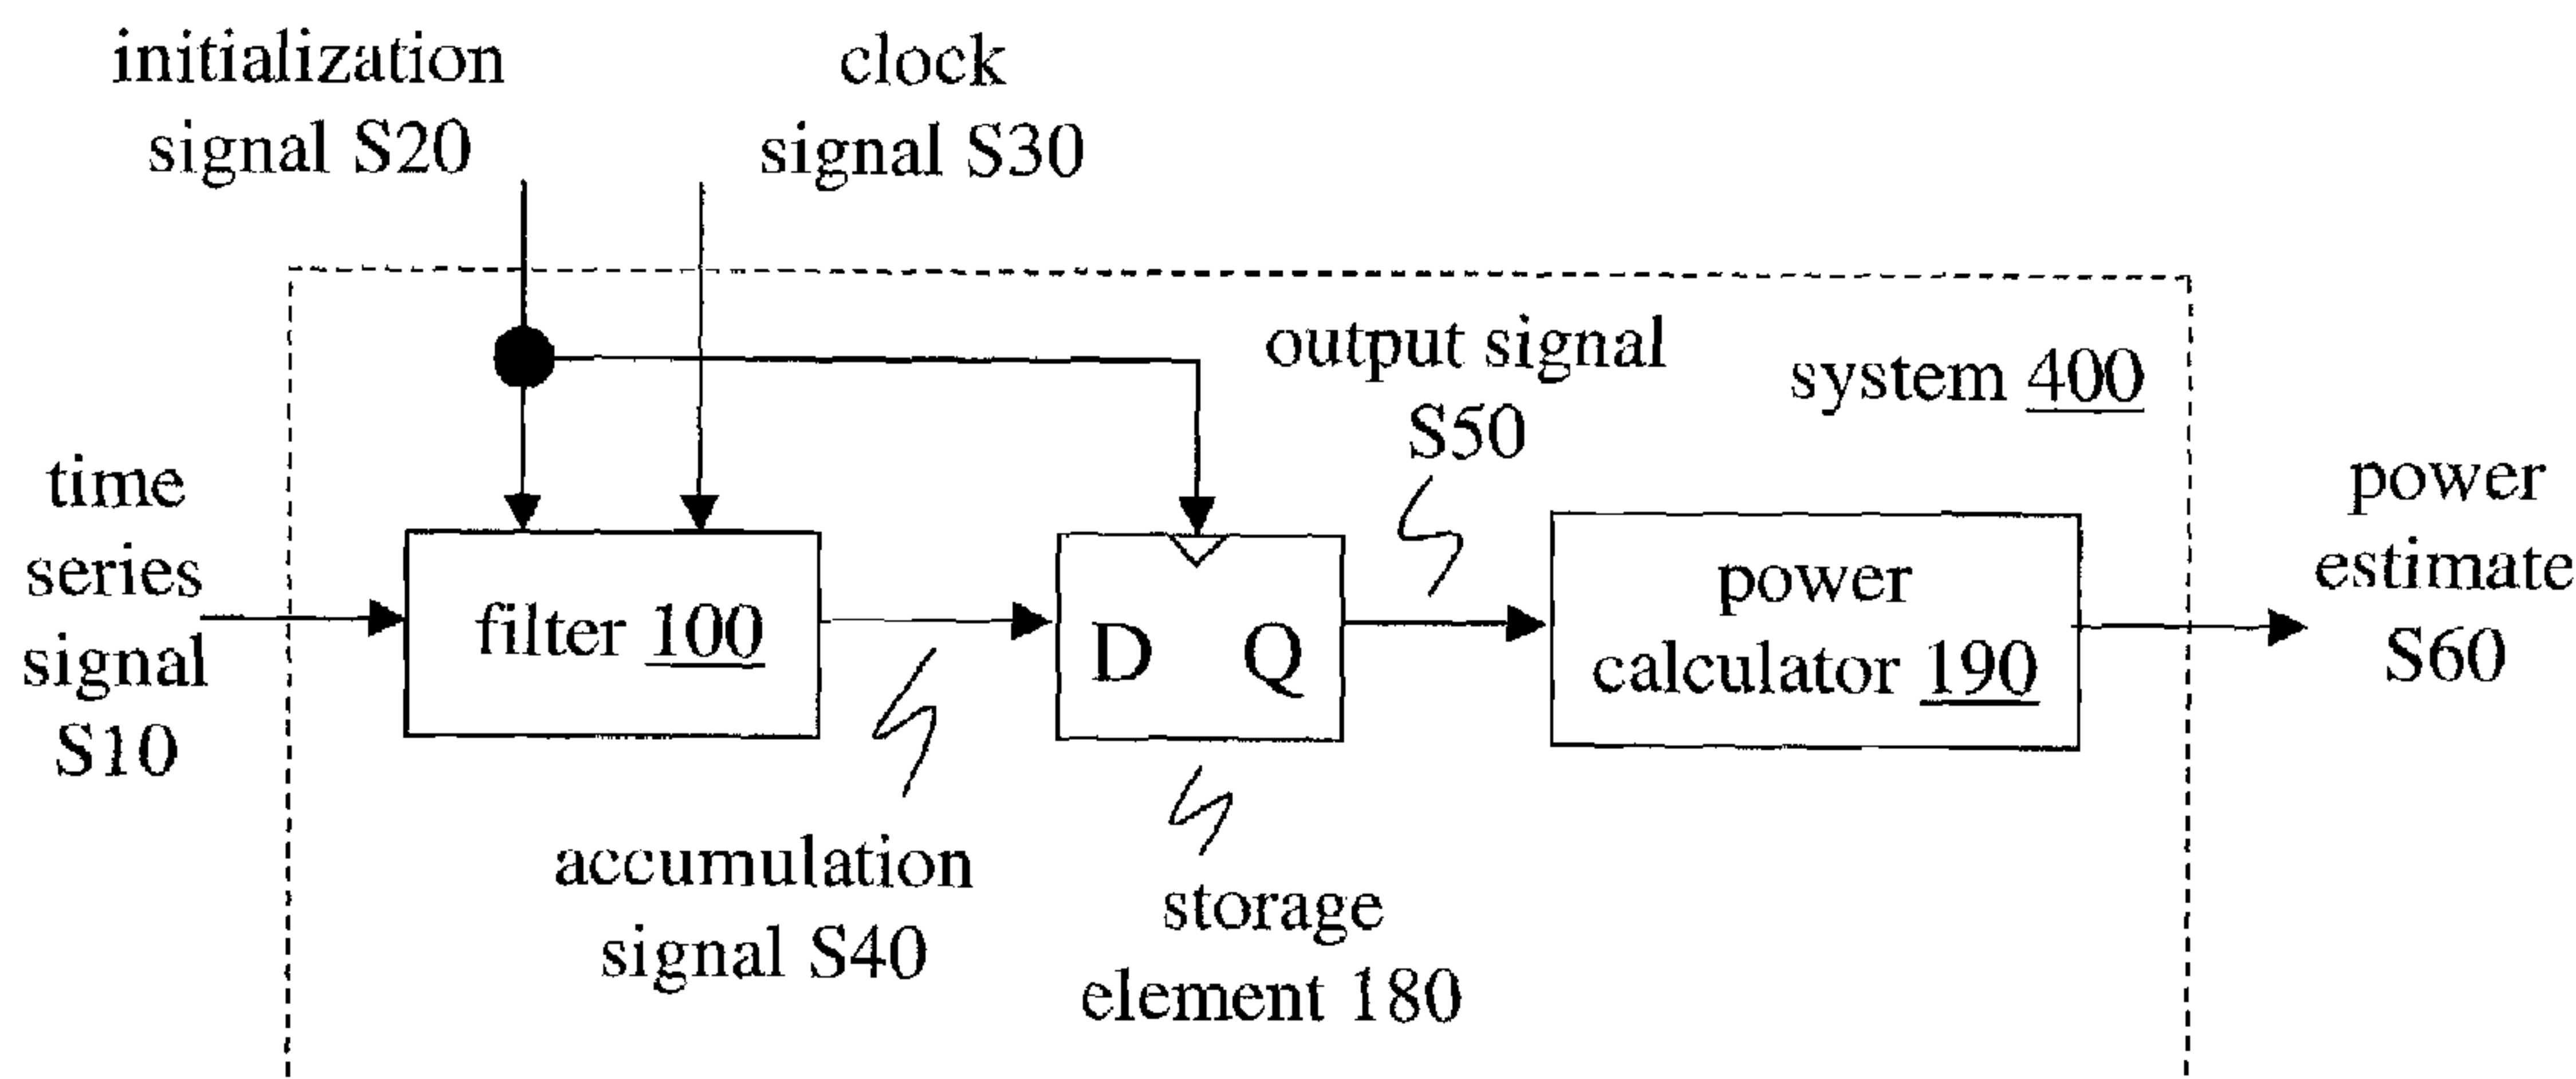 initialization
signal S20
clock
signal S30
output signal
S50
system 400
time
series
signal
S10
filter 100
D Q
power
calculator 190
power
estimate
S60
accumulation
signal S40
storage
element 180